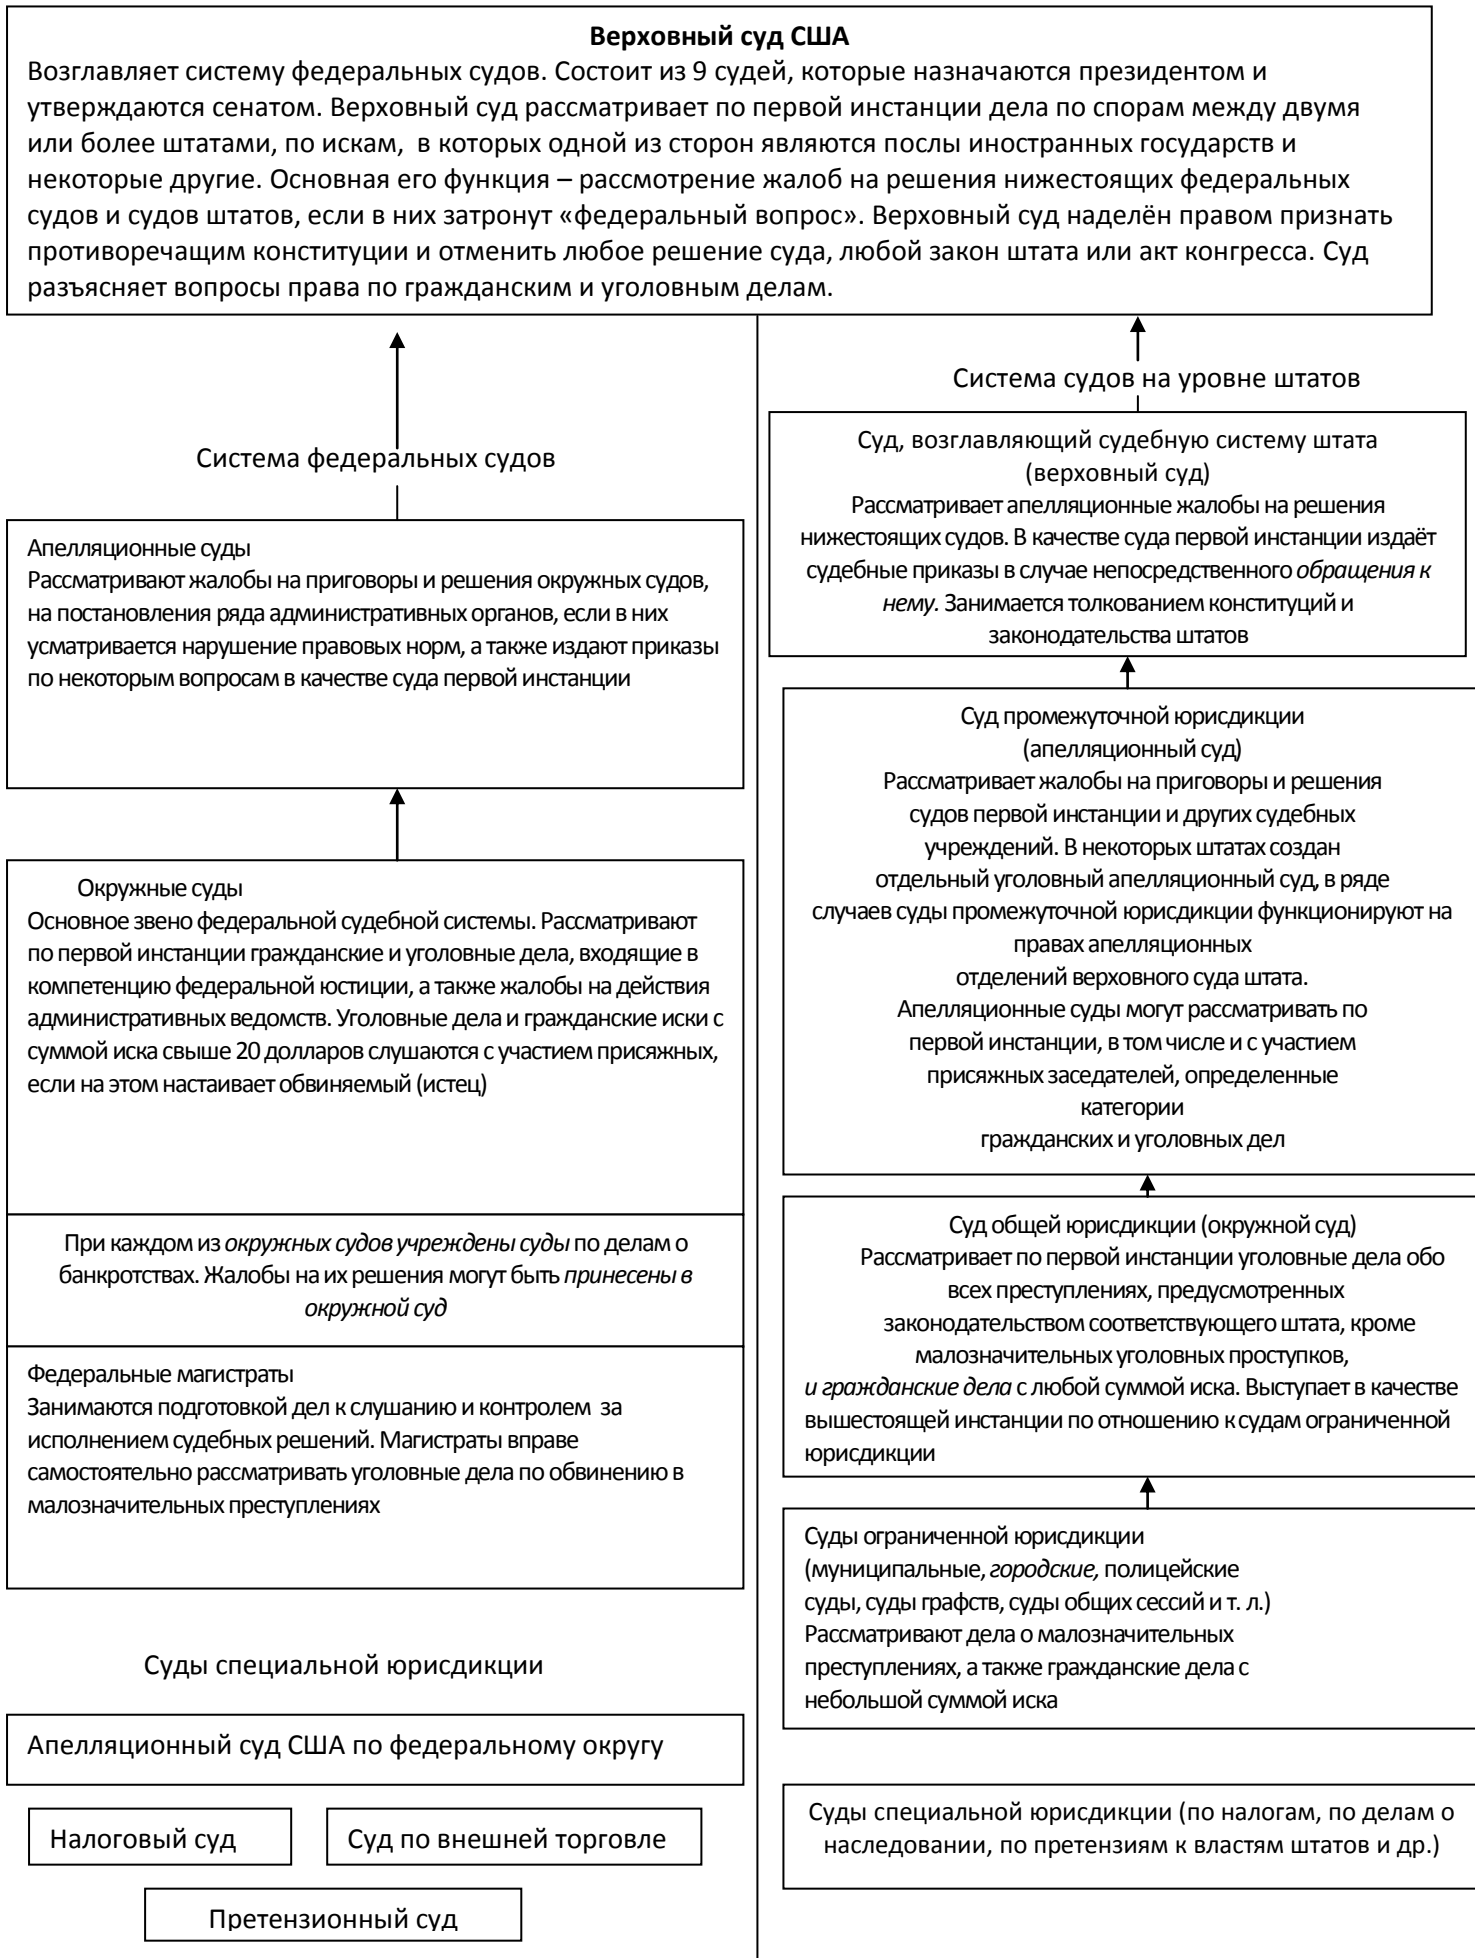 Верховный суд США
Возглавляет систему федеральных судов. Состоит из 9 судей, которые назначаются президентом и
утверждаются сенатом. Верховный суд рассматривает по первой инстанции дела по спорам между двумя
или более штатами, по искам, в которых одной из сторон являются послы иностранных государств и
некоторые другие. Основная его функция – рассмотрение жалоб на решения нижестоящих федеральных
судов и судов штатов, если в них затронут «федеральный вопрос». Верховный суд наделён правом признать
противоречащим конституции и отменить любое решение суда, любой закон штата или акт конгресса. Суд
разъясняет вопросы права по гражданским и уголовным делам.
Система федеральных судов
Апелляционные суды
Рассматривают жалобы на приговоры и решения окружных судов,
на постановления ряда административных органов, если в них
усматривается нарушение правовых норм, а также издают приказы
по некоторым вопросам в качестве суда первой инстанции
Окружные суды
Основное звено федеральной судебной системы. Рассматривают
по первой инстанции гражданские и уголовные дела, входящие в
компетенцию федеральной юстиции, а также жалобы на действия
административных ведомств. Уголовные дела и гражданские иски с
суммой иска свыше 20 долларов слушаются с участием присяжных,
если на этом настаивает обвиняемый (истец)
При каждом из окружных судов учреждены суды по делам о
банкротствах. Жалобы на их решения могут быть принесены в
окружной суд
Федеральные магистраты
Занимаются подготовкой дел к слушанию и контролем за
исполнением судебных решений. Магистраты вправе
самостоятельно рассматривать уголовные дела по обвинению в
малозначительных преступлениях
Суды специальной юрисдикции
Апелляционный суд США по федеральному округу
Налоговый суд
Суд по внешней торговле
Претензионный суд
Система судов на уровне штатов
Суд, возглавляющий судебную систему штата
(верховный суд)
Рассматривает апелляционные жалобы на решения
нижестоящих судов. В качестве суда первой инстанции издаёт
судебные приказы в случае непосредственного обращения к
нему. Занимается толкованием конституций и
законодательства штатов
Суд промежуточной юрисдикции
(апелляционный суд)
Рассматривает жалобы на приговоры и решения
судов первой инстанции и других судебных
учреждений. В некоторых штатах создан
отдельный уголовный апелляционный суд, в ряде
случаев суды промежуточной юрисдикции функционируют на
правах апелляционных
отделений верховного суда штата.
Апелляционные суды могут рассматривать по
первой инстанции, в том числе и с участием
присяжных заседателей, определенные
категории
гражданских и уголовных дел
Суд общей юрисдикции (окружной суд)
Рассматривает по первой инстанции уголовные дела обо
всех преступлениях, предусмотренных
законодательством соответствующего штата, кроме
малозначительных уголовных проступков,
и гражданские дела с любой суммой иска. Выступает в качестве
вышестоящей инстанции по отношению к судам ограниченной
юрисдикции
Суды ограниченной юрисдикции
(муниципальные, городские, полицейские
суды, суды графств, суды общих сессий и т. л.)
Рассматривают дела о малозначительных
преступлениях, а также гражданские дела с
небольшой суммой иска
Суды специальной юрисдикции (по налогам, по делам о
наследовании, по претензиям к властям штатов и др.)